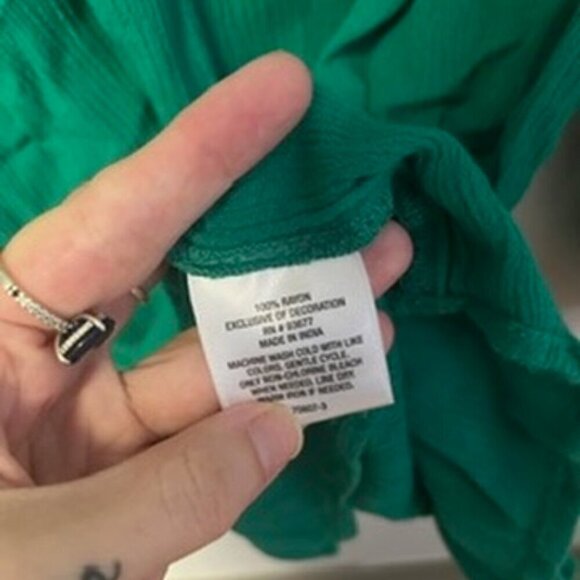 100% RAYON
EXCLUSIVE OF DECORATION
RN # 93677
MADE IN INDIA
MACHINE WASH COLD WITH LIKE
COLORS, GENTLE CYCLE.
ONLY NON-CHLORINE BLEACH
WHEN NEEDED. LINE DRY.
WARM IRON IF NEEDED.